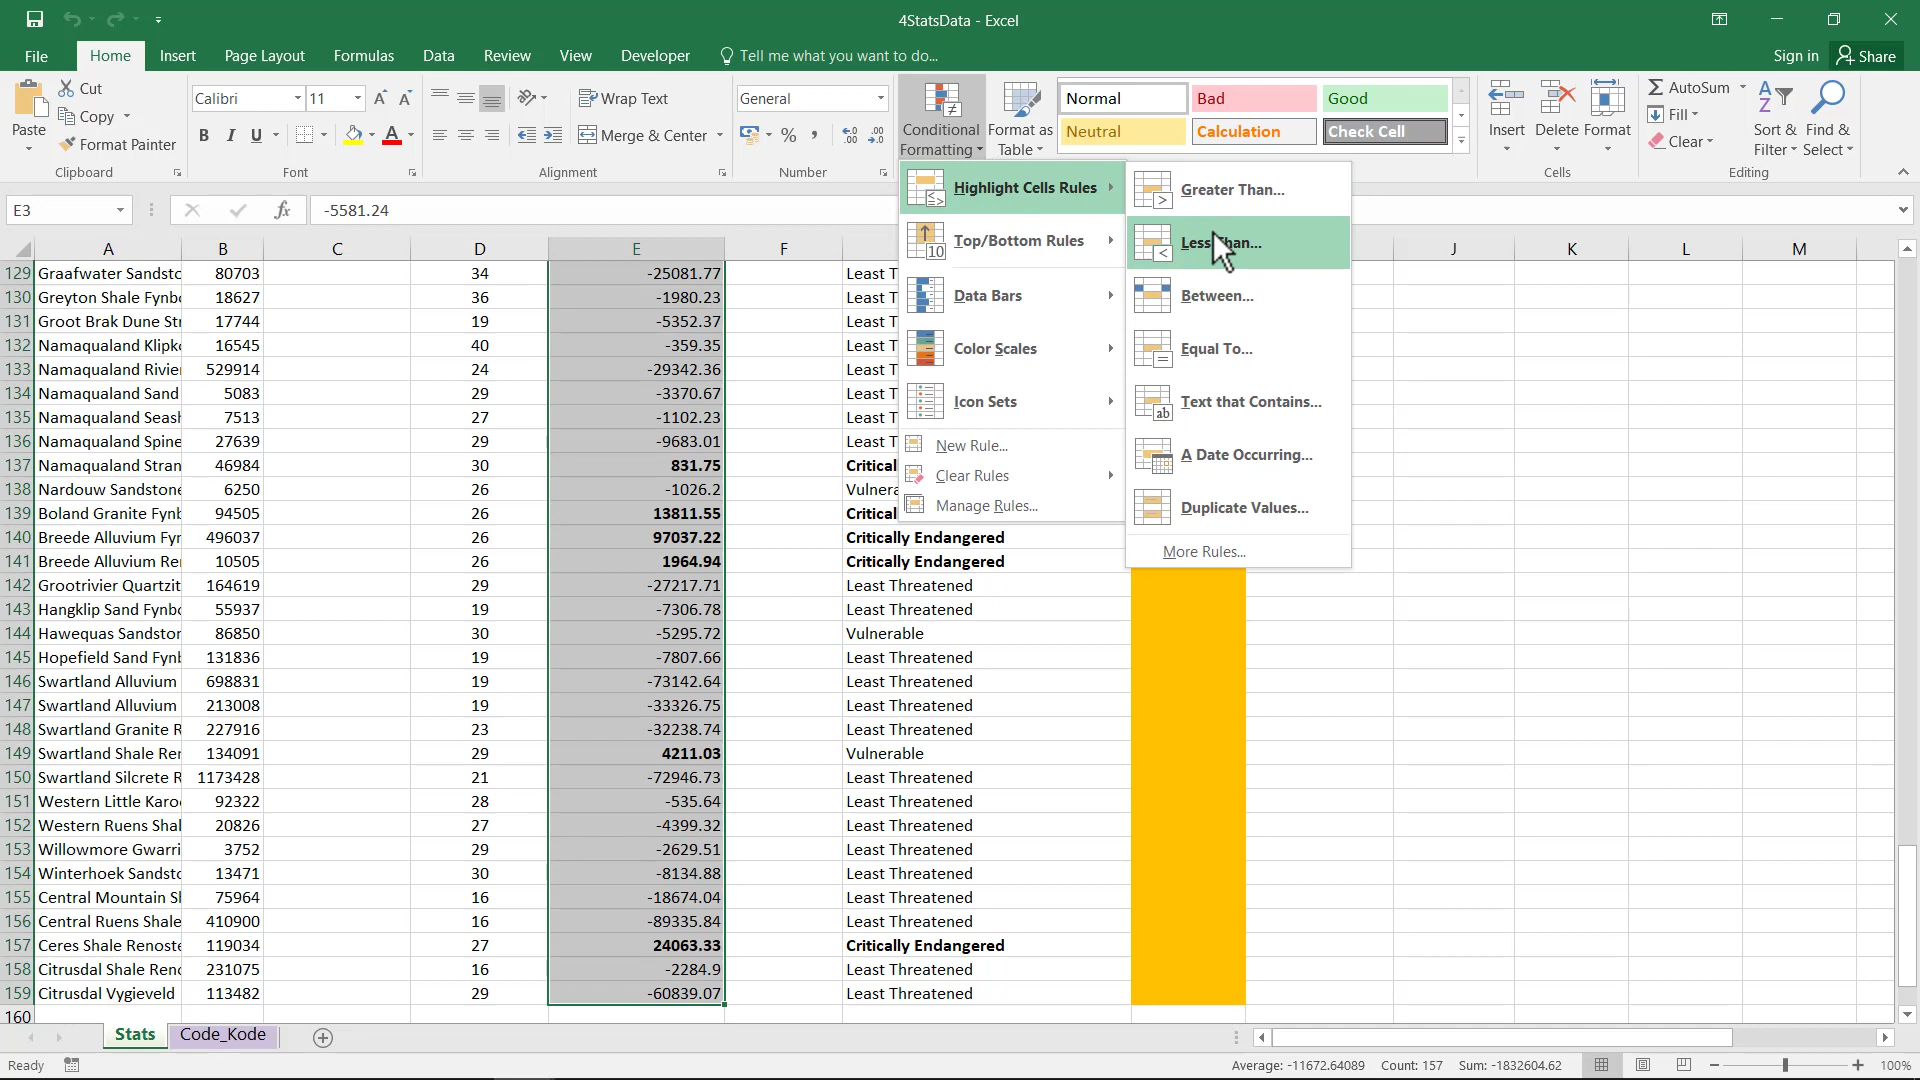 4StatsData - Excel
File Home Insert Page Layout Formulas Data Review View Developer Tell me what you want to do... Sign in Share
Paste Cut Copy Format Painter Clipboard
Calibri 11 A A B I U A Font
Wrap Text Merge & Center Alignment
General % , Number
Conditional Formatting
Format as Table
Normal Bad Good
Neutral Calculation Check Cell
Insert Delete Format Cells
AutoSum Fill Clear Sort & Filter Find & Select Editing
E3 fx -5581.24
Highlight Cells Rules
Top/Bottom Rules
Data Bars
Color Scales
Icon Sets
New Rule...
Clear Rules
Manage Rules...
Greater Than...
Less Than...
Between...
Equal To...
Text that Contains...
A Date Occurring...
Duplicate Values...
More Rules...
A B C D E F J K L M
129 Graafwater Sandstc 80703 34 -25081.77 Least T
130 Greyton Shale Fynb 18627 36 -1980.23 Least T
131 Groot Brak Dune Str 17744 19 -5352.37 Least T
132 Namaqualand Klipk 16545 40 -359.35 Least T
133 Namaqualand Rivie 529914 24 -29342.36 Least T
134 Namaqualand Sand 5083 29 -3370.67 Least T
135 Namaqualand Seash 7513 27 -1102.23 Least T
136 Namaqualand Spine 27639 29 -9683.01 Least T
137 Namaqualand Stran 46984 30 831.75 Critical
138 Nardouw Sandstone 6250 26 -1026.2 Vulnera
139 Boland Granite Fynb 94505 26 13811.55 Critical
140 Breede Alluvium Fyr 496037 26 97037.22 Critically Endangered
141 Breede Alluvium Re 10505 26 1964.94 Critically Endangered
142 Grootrivier Quartzit 164619 29 -27217.71 Least Threatened
143 Hangklip Sand Fynb 55937 19 -7306.78 Least Threatened
144 Hawequas Sandstor 86850 30 -5295.72 Vulnerable
145 Hopefield Sand Fynb 131836 19 -7807.66 Least Threatened
146 Swartland Alluvium 698831 19 -73142.64 Least Threatened
147 Swartland Alluvium 213008 19 -33326.75 Least Threatened
148 Swartland Granite R 227916 23 -32238.74 Least Threatened
149 Swartland Shale Rer 134091 29 4211.03 Vulnerable
150 Swartland Silcrete R 1173428 21 -72946.73 Least Threatened
151 Western Little Karo 92322 28 -535.64 Least Threatened
152 Western Ruens Shal 20826 27 -4399.32 Least Threatened
153 Willowmore Gwarri 3752 29 -2629.51 Least Threatened
154 Winterhoek Sandstc 13471 30 -8134.88 Least Threatened
155 Central Mountain Sl 75964 16 -18674.04 Least Threatened
156 Central Ruens Shale 410900 16 -89335.84 Least Threatened
157 Ceres Shale Renoste 119034 27 24063.33 Critically Endangered
158 Citrusdal Shale Renc 231075 16 -2284.9 Least Threatened
159 Citrusdal Vygieveld 113482 29 -60839.07 Least Threatened
160
Stats Code_Kode
Ready Average: -11672.64089 Count: 157 Sum: -1832604.62 100%